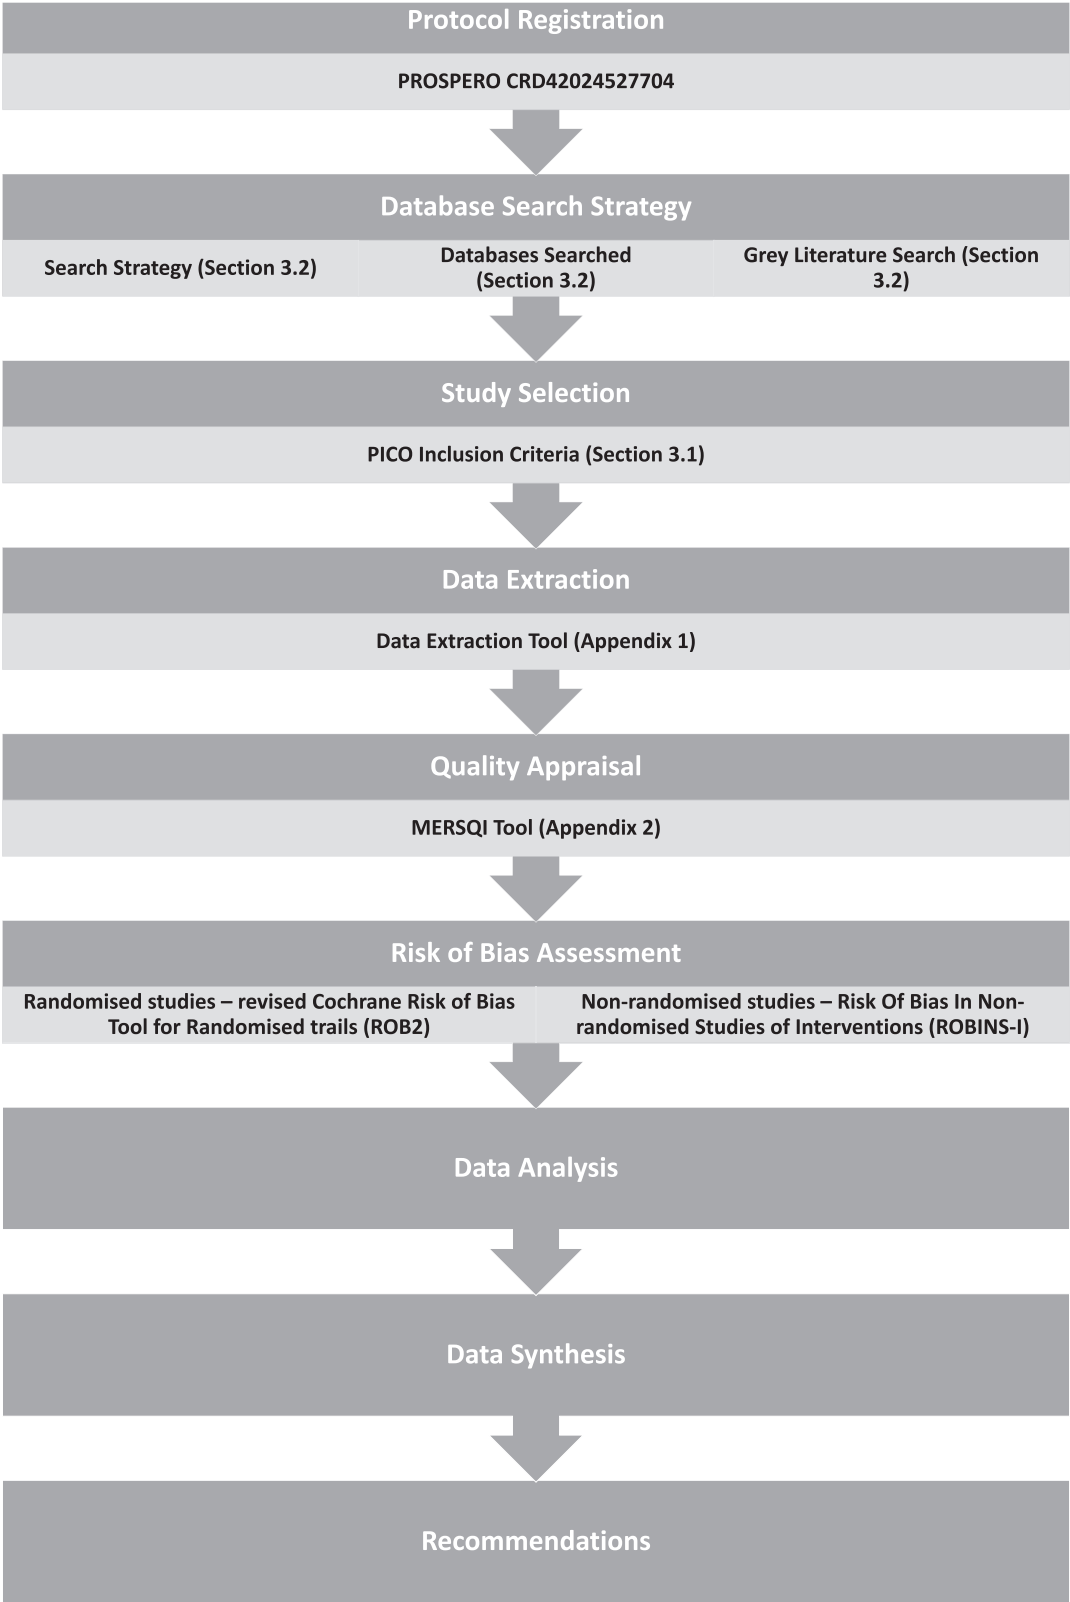 Protocol Registration
PROSPERO CRD42024527704
Database Search Strategy
Search Strategy (Section 3.2)
Databases Searched
(Section 3.2)
Grey Literature Search (Section
3.2)
Study Selection
PICO Inclusion Criteria (Section 3.1)
Data Extraction
Data Extraction Tool (Appendix 1)
Quality Appraisal
MERSQI Tool (Appendix 2)
Risk of Bias Assessment
Randomised studies – revised Cochrane Risk of Bias
Tool for Randomised trails (ROB2)
Non-randomised studies – Risk Of Bias In Non-
randomised Studies of Interventions (ROBINS-I)
Data Analysis
Data Synthesis
Recommendations